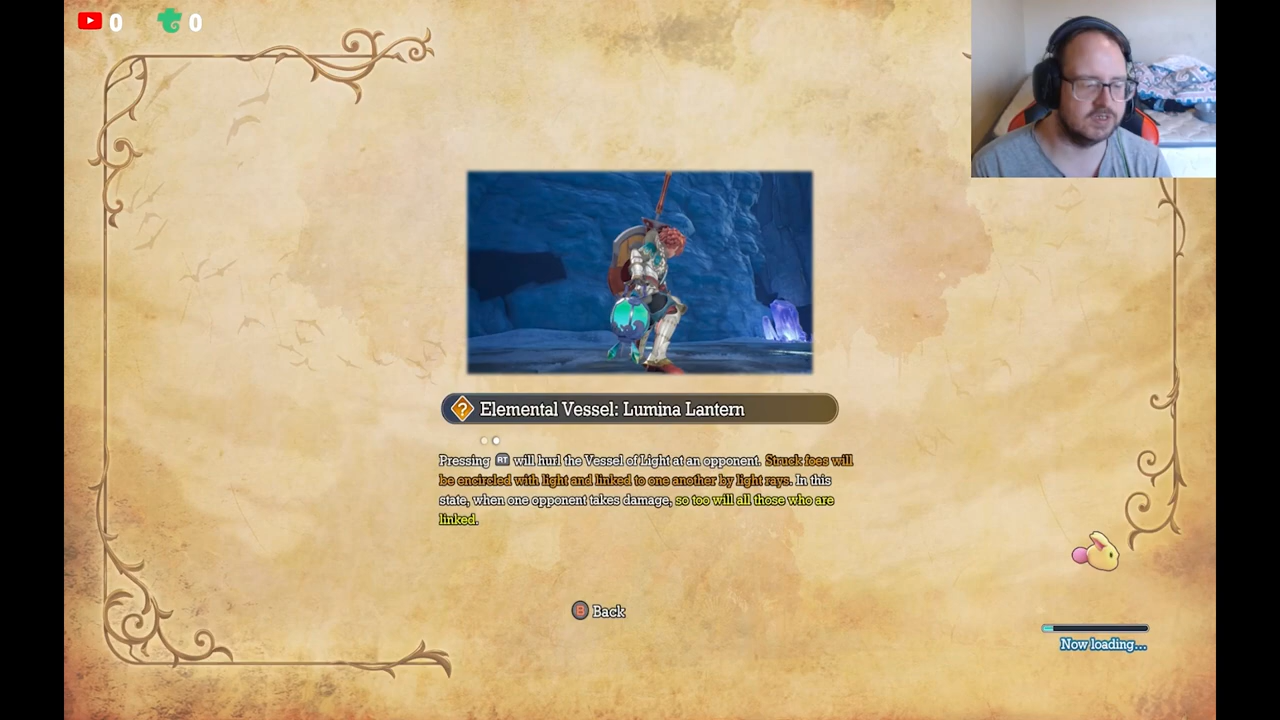 0 0
Elemental Vessel: Lumina Lantern
Pressing RT will hurl the Vessel of Light at an opponent. Struck foes will
be encircled with light and linked to one another by light rays. In this
state, when one opponent takes damage, so too will all those who are
linked.
B Back
Now loading...